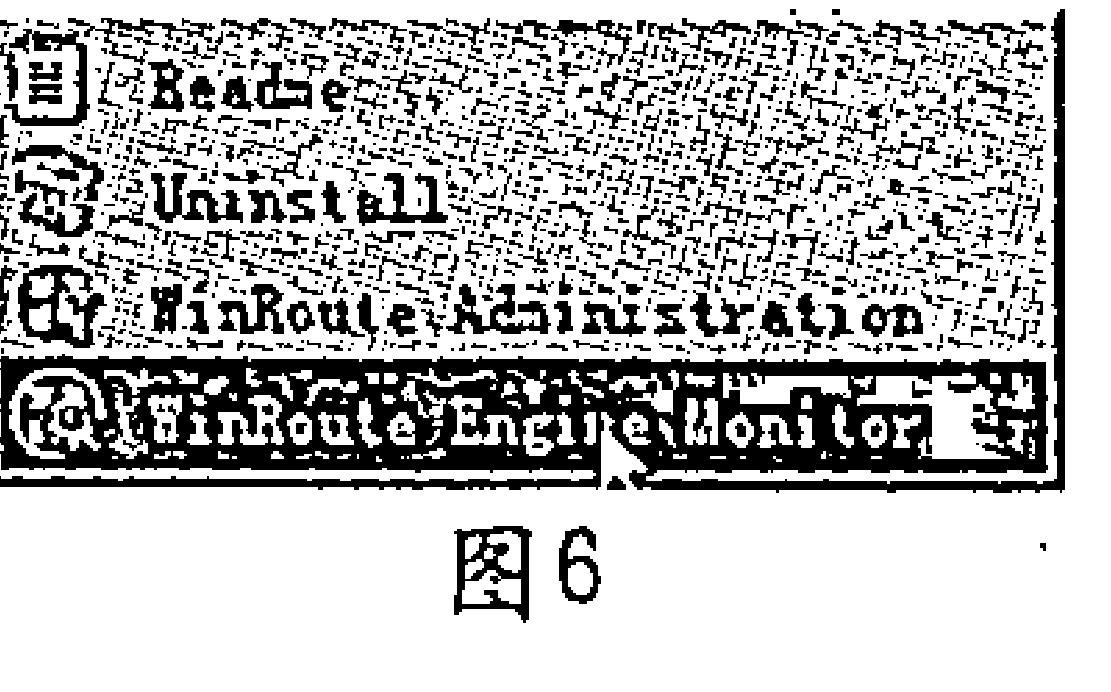 Readme
Uninstall
WinRoute Administration
WinRoute Engine Monitor
图 6